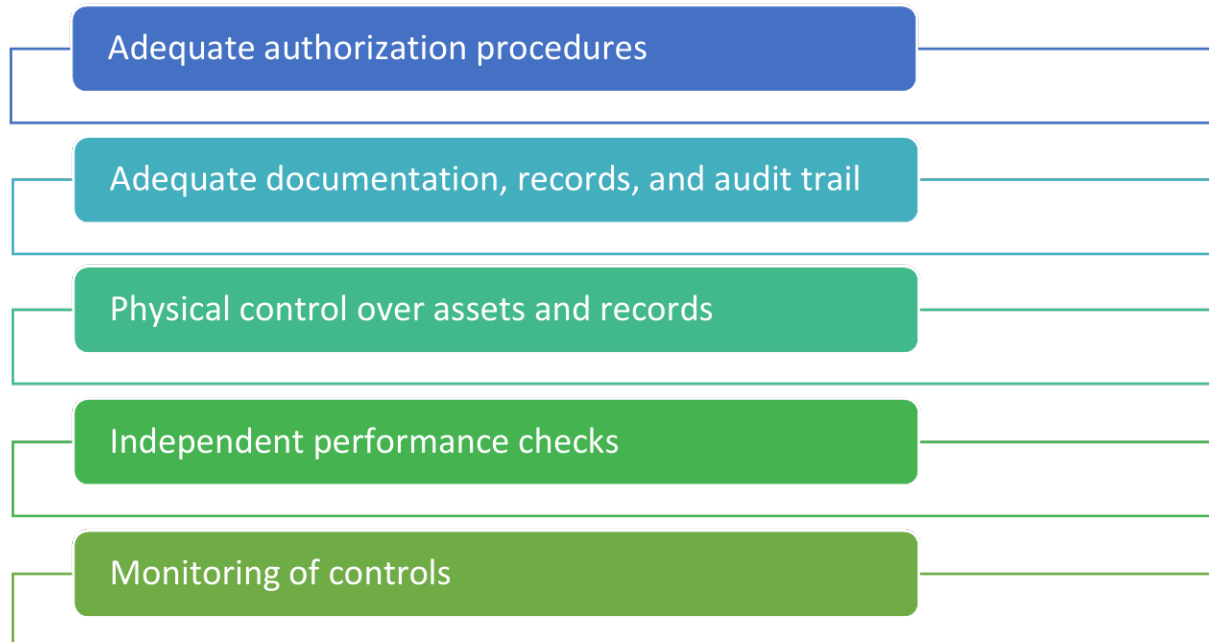 Adequate authorization procedures
Adequate documentation, records, and audit trail
Physical control over assets and records
Independent performance checks
Monitoring of controls